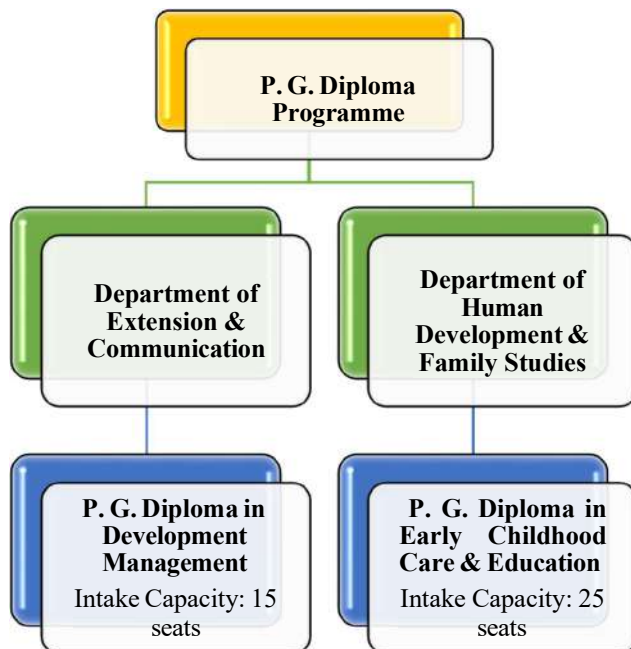 P. G. Diploma
Programme
Department of
Extension &
Communication
Department of
Human
Development &
Family Studies
P. G. Diploma in
Development
Management
Intake Capacity: 15
seats
P. G. Diploma in
Early Childhood
Care & Education
Intake Capacity: 25
seats